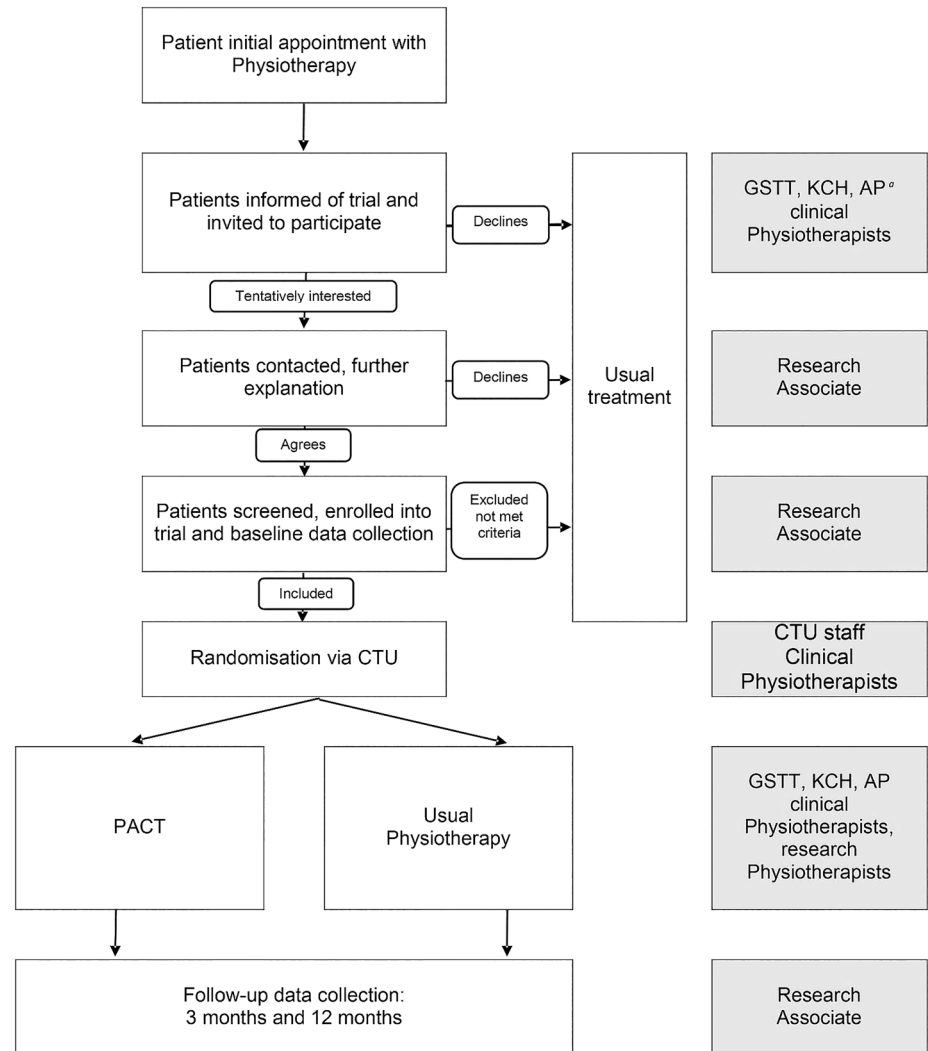 Patient initial appointment with
Physiotherapy
Patients informed of trial and
invited to participate
Declines
GSTT, KCH, AP a
clinical
Physiotherapists
Tentatively interested
Patients contacted, further
explanation
Declines
Usual
treatment
Research
Associate
Agrees
Patients screened, enrolled into
trial and baseline data collection
Excluded
not met
criteria
Research
Associate
Included
Randomisation via CTU
CTU staff
Clinical
Physiotherapists
PACT
Usual
Physiotherapy
GSTT, KCH, AP
clinical
Physiotherapists,
research
Physiotherapists
Follow-up data collection:
3 months and 12 months
Research
Associate